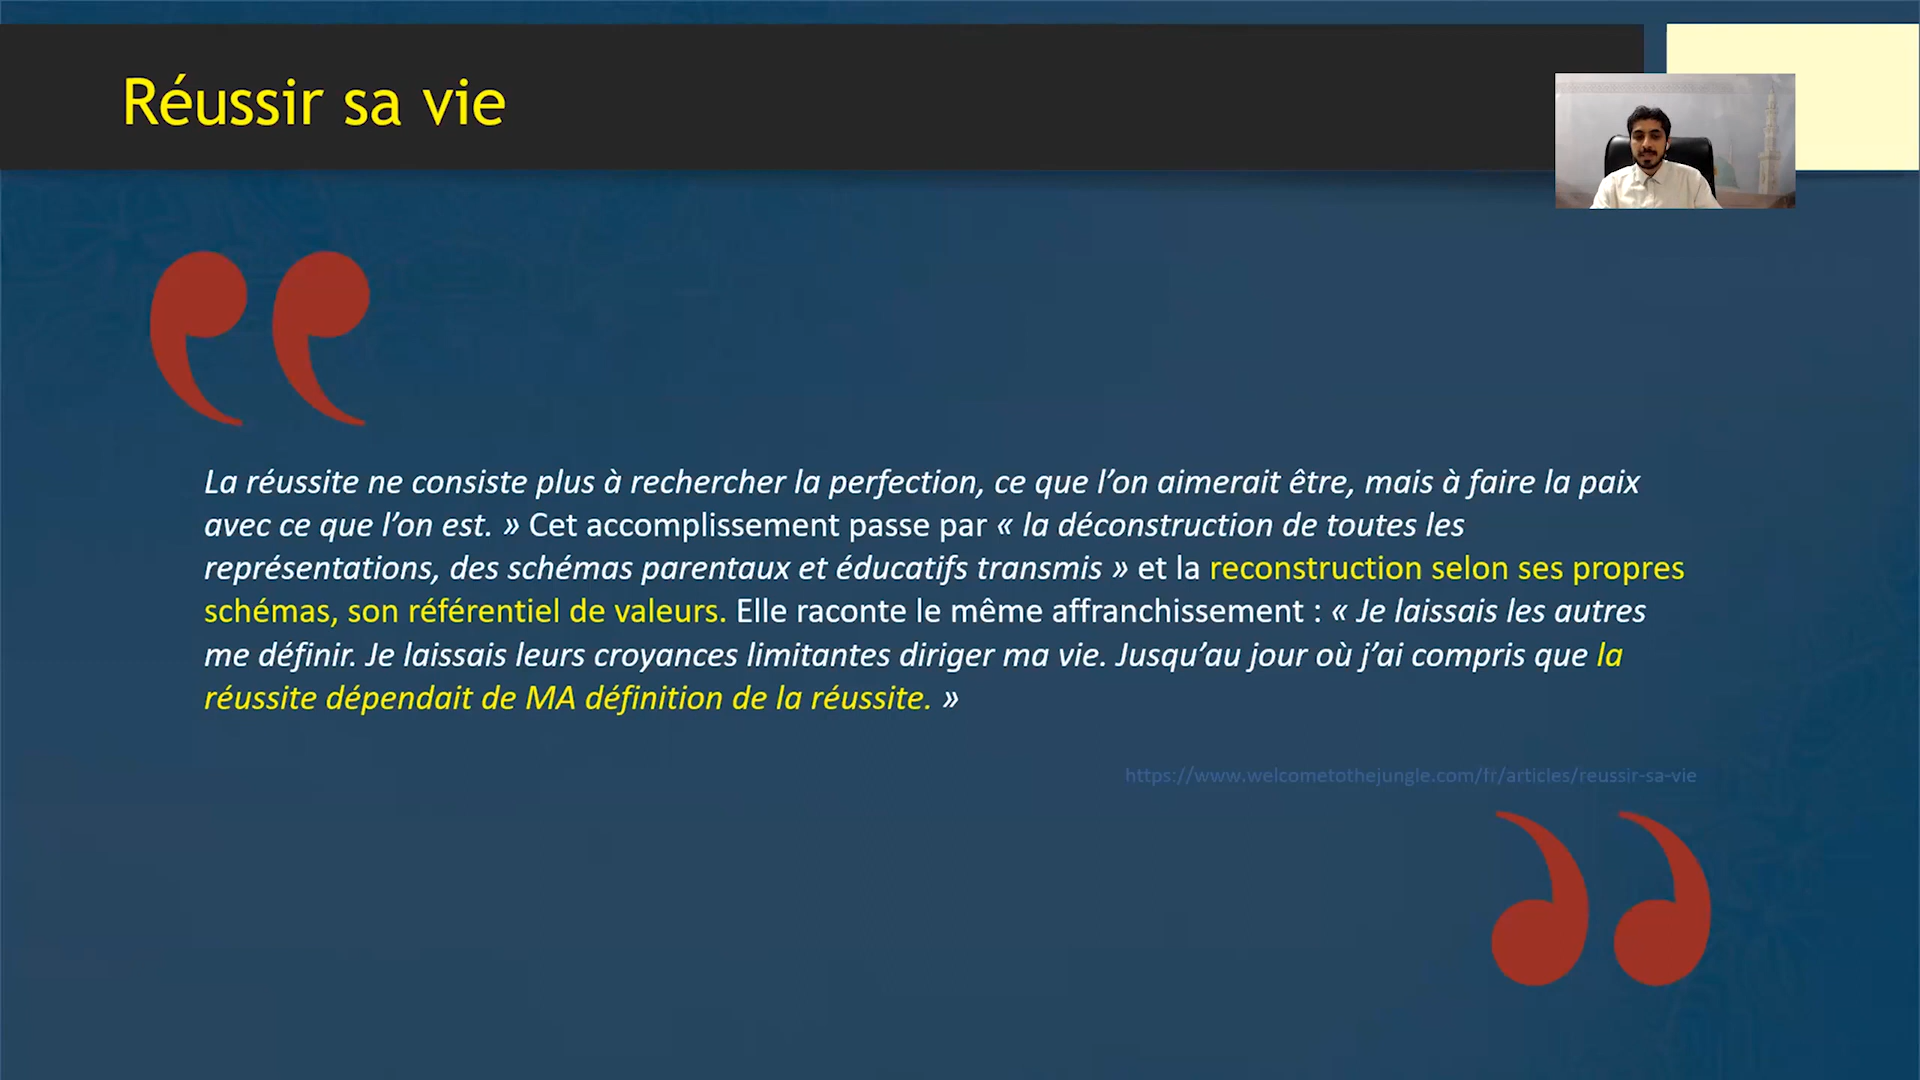 Réussir sa vie
La réussite ne consiste plus à rechercher la perfection, ce que l’on aimerait être, mais à faire la paix
avec ce que l’on est. » Cet accomplissement passe par « la déconstruction de toutes les
représentations, des schémas parentaux et éducatifs transmis » et la reconstruction selon ses propres
schémas, son référentiel de valeurs. Elle raconte le même affranchissement : « Je laissais les autres
me définir. Je laissais leurs croyances limitantes diriger ma vie. Jusqu’au jour où j’ai compris que la
réussite dépendait de MA définition de la réussite. »
https://www.welcometothejungle.com/fr/articles/reussir-sa-vie